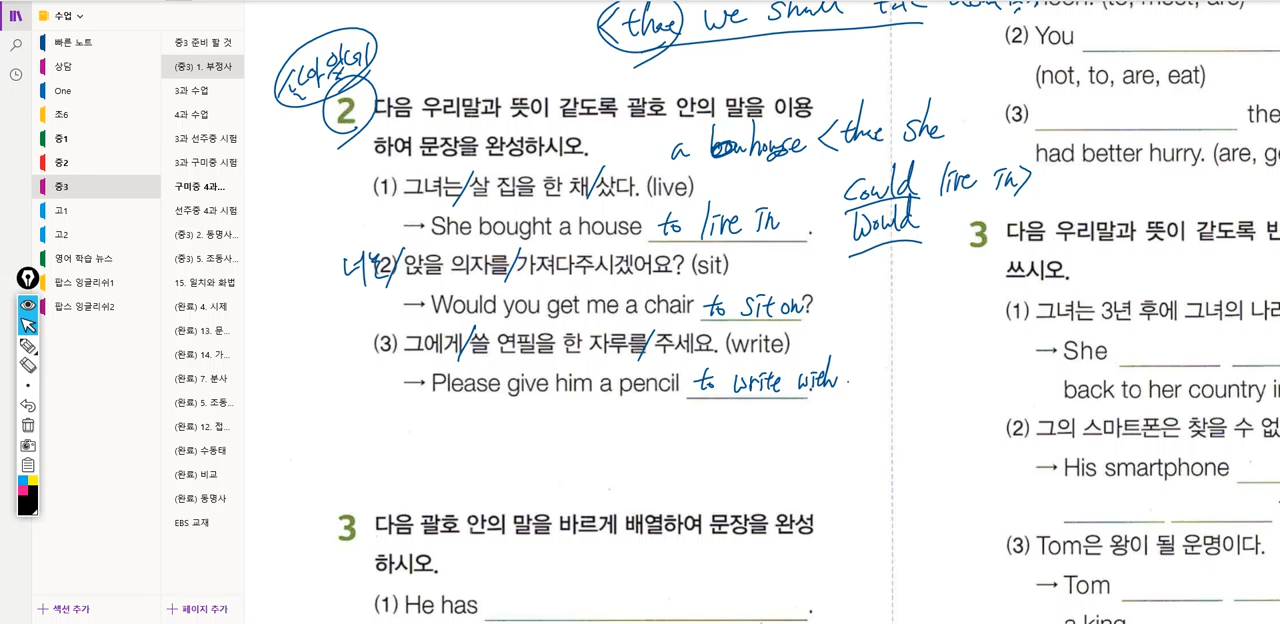 수업
빠른 노트
상담
One
초6
중1
중2
중3
고1
고2
영어 학습 뉴스
팝스 잉글리쉬1
팝스 잉글리쉬2
+ 섹션 추가
중3 준비 할 것
(중3) 1. 부정사
3과 수업
4과 수업
3과 선주중 시험
3과 구미중 시험
구미중 4과...
선주중 4과 시험
(중3) 2. 동명사...
(중3) 5. 조동사...
15. 일치와 화법
(완료) 4. 시제
(완료) 13. 문...
(완료) 14. 가...
(완료) 7. 분사
(완료) 5. 조동...
(완료) 12. 접...
(완료) 수동태
(완료) 비교
(완료) 동명사
EBS 교재
+ 페이지 추가
(that) we shall
2 다음 우리말과 뜻이 같도록 괄호 안의 말을 이용
하여 문장을 완성하시오.
a house < that she
could live in >
would
(1) 그녀는/살 집을 한 채/샀다. (live)
→ She bought a house to live in .
(2) 앉을 의자를/가져다주시겠어요? (sit)
→ Would you get me a chair to sit on ?
(3) 그에게/쓸 연필을 한 자루를/주세요. (write)
→ Please give him a pencil to write with .
3 다음 괄호 안의 말을 바르게 배열하여 문장을 완성
하시오.
(1) He has .
(2) You
(not, to, are, eat)
(3) the
had better hurry. (are, g
3 다음 우리말과 뜻이 같도록 빈
쓰시오.
(1) 그녀는 3년 후에 그녀의 나라
→ She
back to her country i
(2) 그의 스마트폰은 찾을 수 없
→ His smartphone
(3) Tom은 왕이 될 운명이다.
→ Tom
a king.